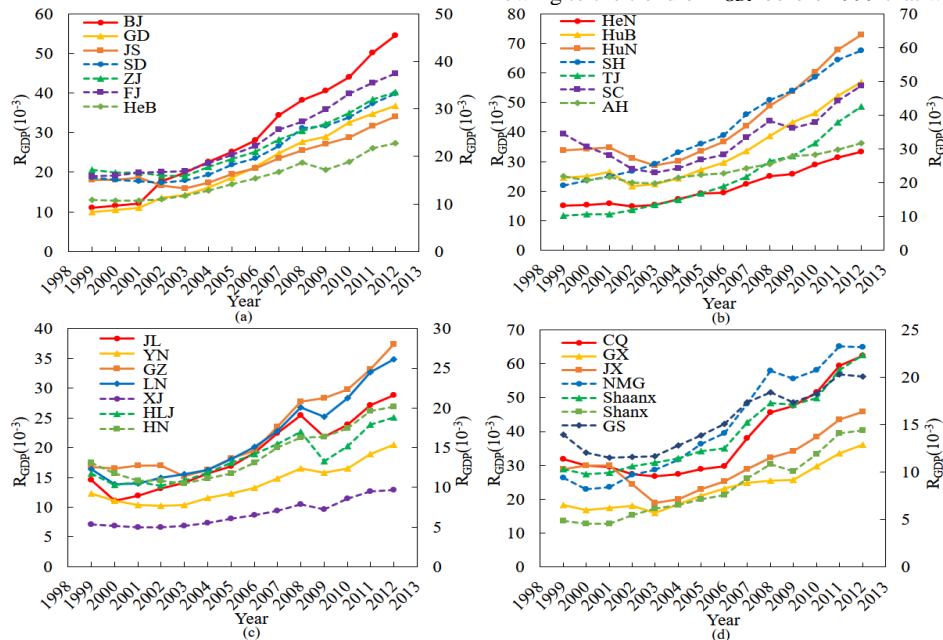 R_GDP(10⁻³)
60
50
40
30
20
10
0
BJ
GD
JS
SD
ZJ
FJ
HeB
50
40
30
20
10
0
R_GDP(10⁻³)
1998 1999 2000 2001 2002 2003 2004 2005 2006 2007 2008 2009 2010 2011 2012 2013
Year
(a)
R_GDP(10⁻³)
80
70
60
50
40
30
20
10
0
HeN
HuB
HuN
SH
TJ
SC
AH
70
60
50
40
30
20
10
0
R_GDP(10⁻³)
1998 1999 2000 2001 2002 2003 2004 2005 2006 2007 2008 2009 2010 2011 2012 2013
Year
(b)
R_GDP(10⁻³)
40
35
30
25
20
15
10
5
0
JL
YN
GZ
LN
XJ
HLJ
HN
30
25
20
15
10
5
0
R_GDP(10⁻³)
1998 1999 2000 2001 2002 2003 2004 2005 2006 2007 2008 2009 2010 2011 2012 2013
Year
(c)
R_GDP(10⁻³)
70
60
50
40
30
20
10
0
CQ
GX
JX
NMG
Shaanx
Shanx
GS
25
20
15
10
5
0
R_GDP(10⁻³)
1998 1999 2000 2001 2002 2003 2004 2005 2006 2007 2008 2009 2010 2011 2012 2013
Year
(d)